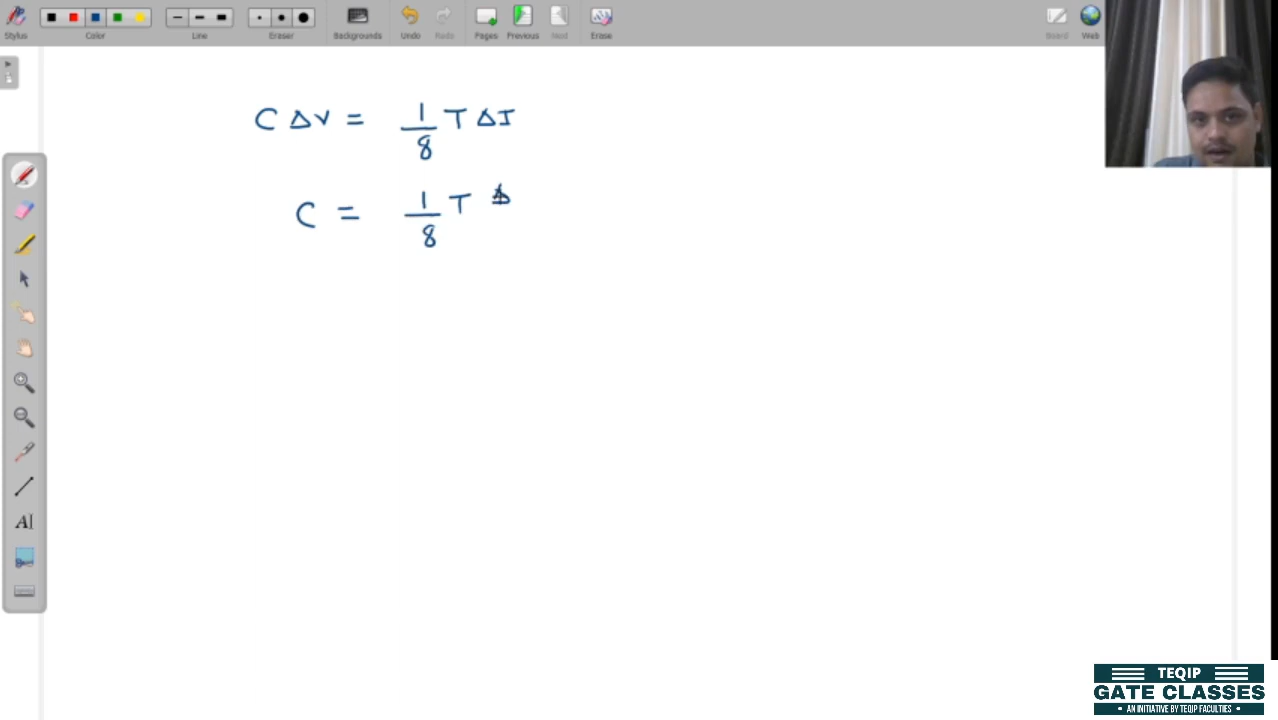 Stylus
Color
Line
Eraser
Backgrounds
Undo
Redo
Pages
Previous
Next
Erase
Board
Web
C ΔV = 1/8 T ΔI
C = 1/8 T Δ
AI
TEQIP
GATE CLASSES
• AN INITIATIVE BY TEQIP FACULTIES •